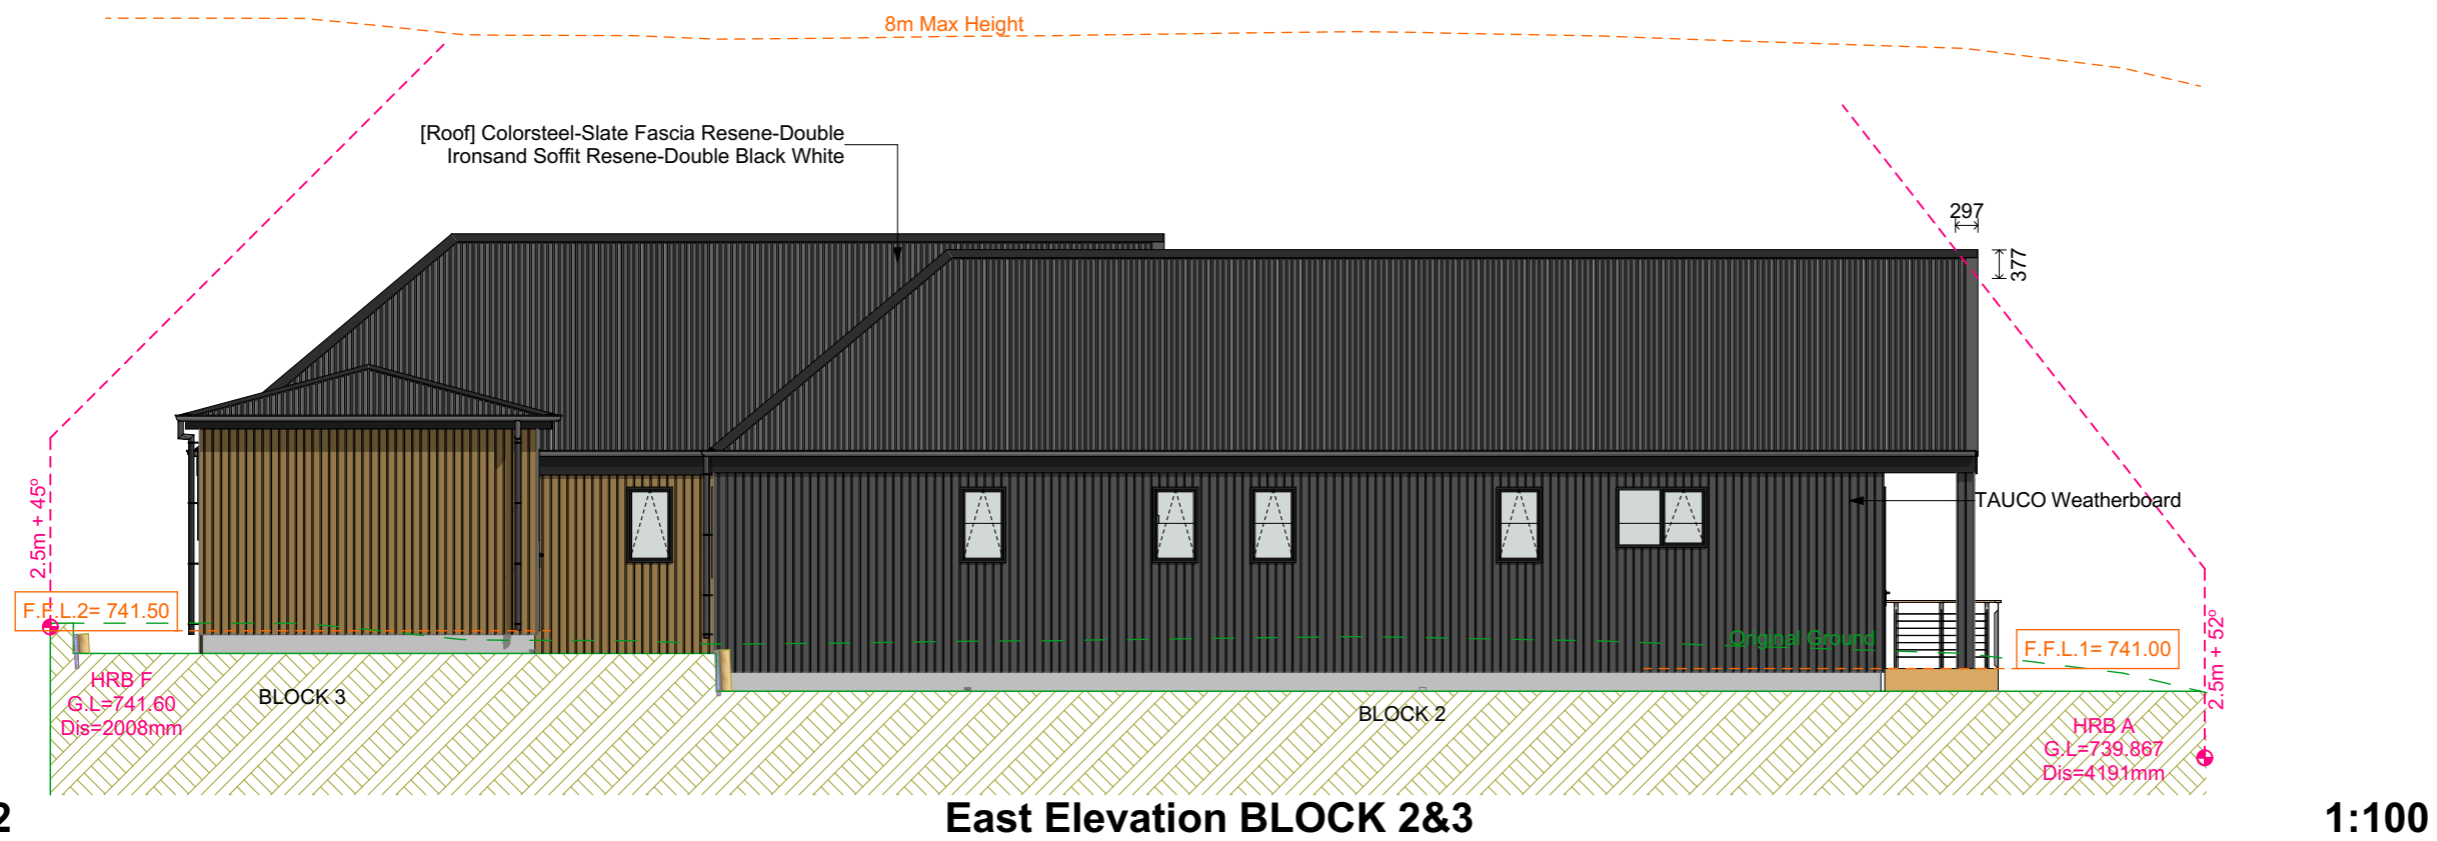 8m Max Height
[Roof] Colorsteel-Slate Fascia Resene-Double
Ironsand Soffit Resene-Double Black White
297
377
TAUCO Weatherboard
2.5m + 45º
F.F.L.2= 741.50
Original Ground
F.F.L.1= 741.00
2.5m + 52º
HRB F
G.L=741.60
Dis=2008mm
BLOCK 3
BLOCK 2
HRB A
G.L=739.867
Dis=4191mm
2
East Elevation BLOCK 2&3
1:100